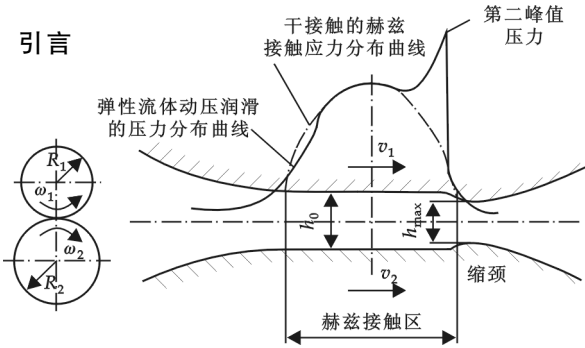 引言
干接触的赫兹
接触应力分布曲线
第二峰值
压力
弹性流体动压润滑
的压力分布曲线
R1
ω1
ω2
R2
v1
h0
hmax
v2
缩颈
赫兹接触区